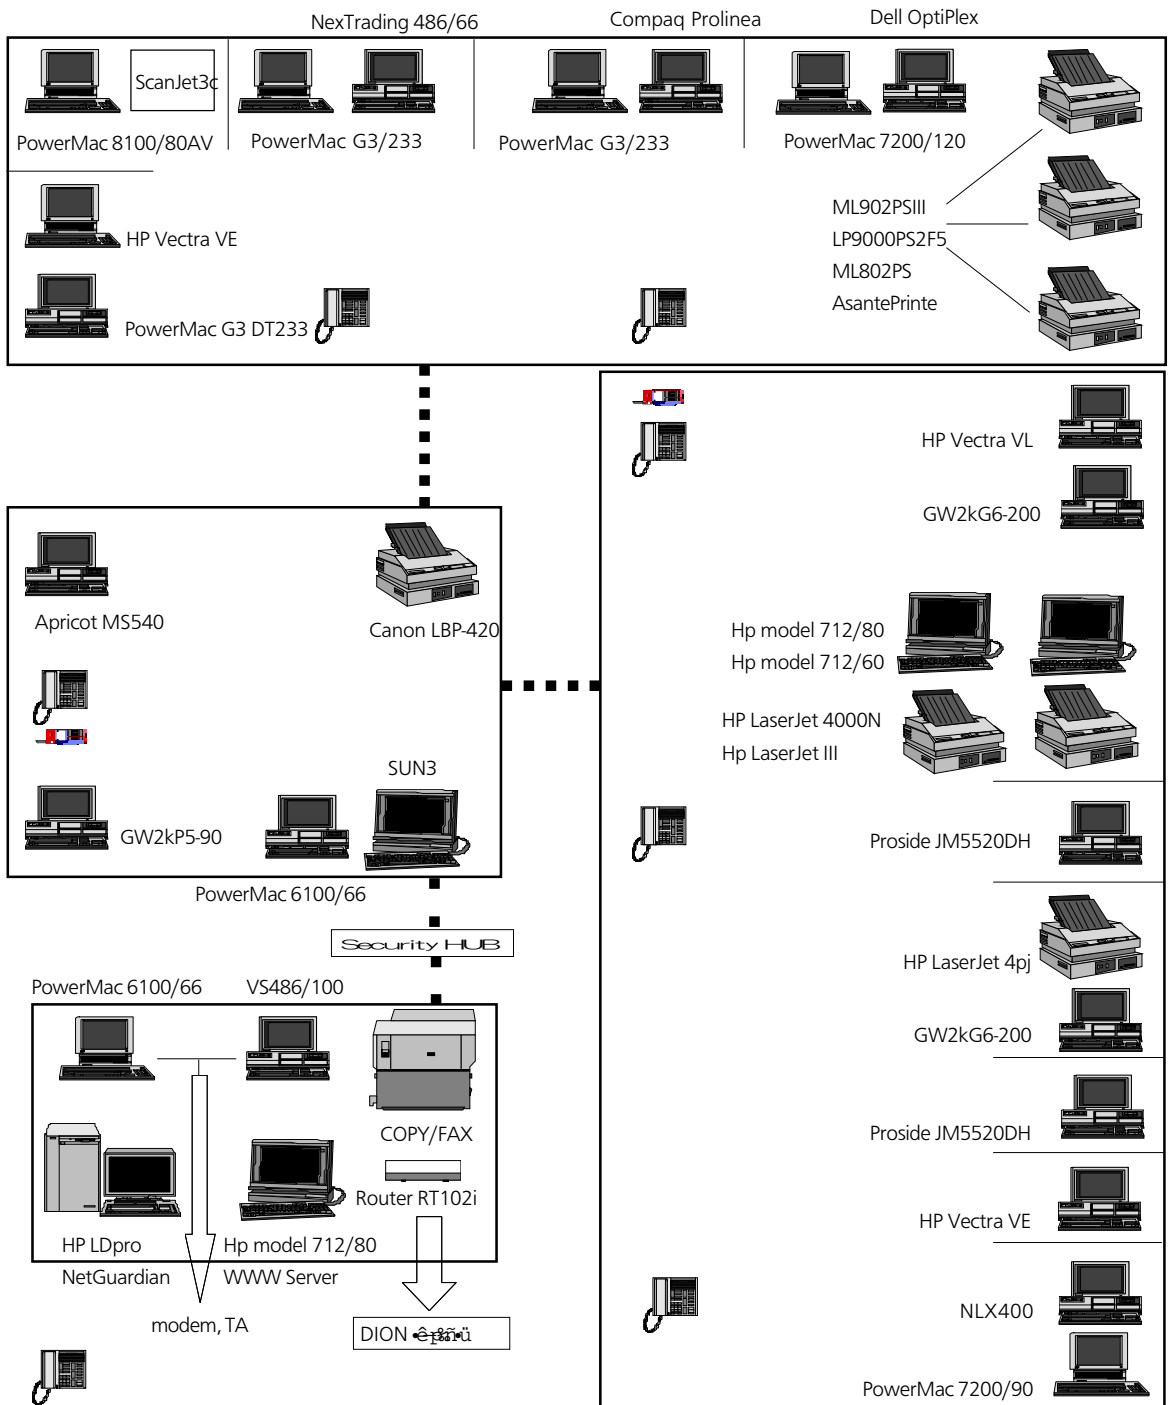 NexTrading 486/66
Compaq Prolinea
Dell OptiPlex
ScanJet3c
PowerMac 8100/80AV
PowerMac G3/233
PowerMac G3/233
PowerMac 7200/120
HP Vectra VE
PowerMac G3 DT233
ML902PSIII
LP9000PS2F5
ML802PS
AsantePrinte
HP Vectra VL
GW2kG6-200
Apricot MS540
Canon LBP-420
Hp model 712/80
Hp model 712/60
HP LaserJet 4000N
Hp LaserJet III
SUN3
GW2kP5-90
PowerMac 6100/66
Proside JM5520DH
Security HUB
HP LaserJet 4pj
PowerMac 6100/66
VS486/100
GW2kG6-200
COPY/FAX
Proside JM5520DH
Router RT102i
HP LDpro
NetGuardian
Hp model 712/80
WWW Server
HP Vectra VE
modem, TA
DION
NLX400
PowerMac 7200/90